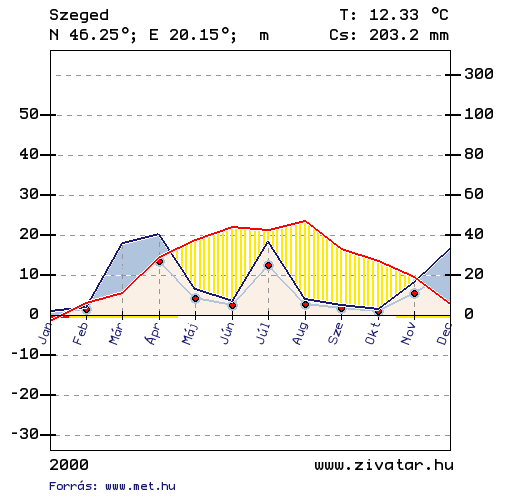 Szeged T: 12.33 °C
N 46.25°; E 20.15°; m Cs: 203.2 mm
300
50 100
40 80
30 60
20 40
10 20
0 0
Jan Feb Már Ápr Máj Jún Júl Aug Sze Okt Nov Dec
-10
-20
-30
2000 www.zivatar.hu
Forrás: www.met.hu